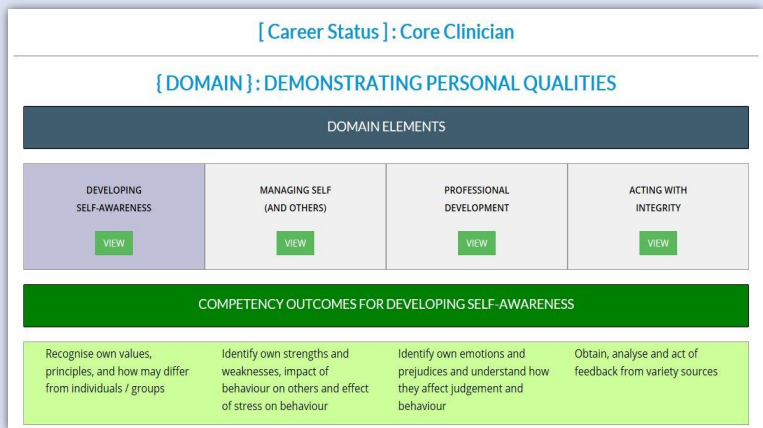 [ Career Status ] : Core Clinician
{ DOMAIN } : DEMONSTRATING PERSONAL QUALITIES
DOMAIN ELEMENTS
DEVELOPING
SELF-AWARENESS
VIEW
MANAGING SELF
(AND OTHERS)
VIEW
PROFESSIONAL
DEVELOPMENT
VIEW
ACTING WITH
INTEGRITY
VIEW
COMPETENCY OUTCOMES FOR DEVELOPING SELF-AWARENESS
Recognise own values,
principles, and how may differ
from individuals / groups
Identify own strengths and
weaknesses, impact of
behaviour on others and effect
of stress on behaviour
Identify own emotions and
prejudices and understand how
they affect judgement and
behaviour
Obtain, analyse and act of
feedback from variety sources